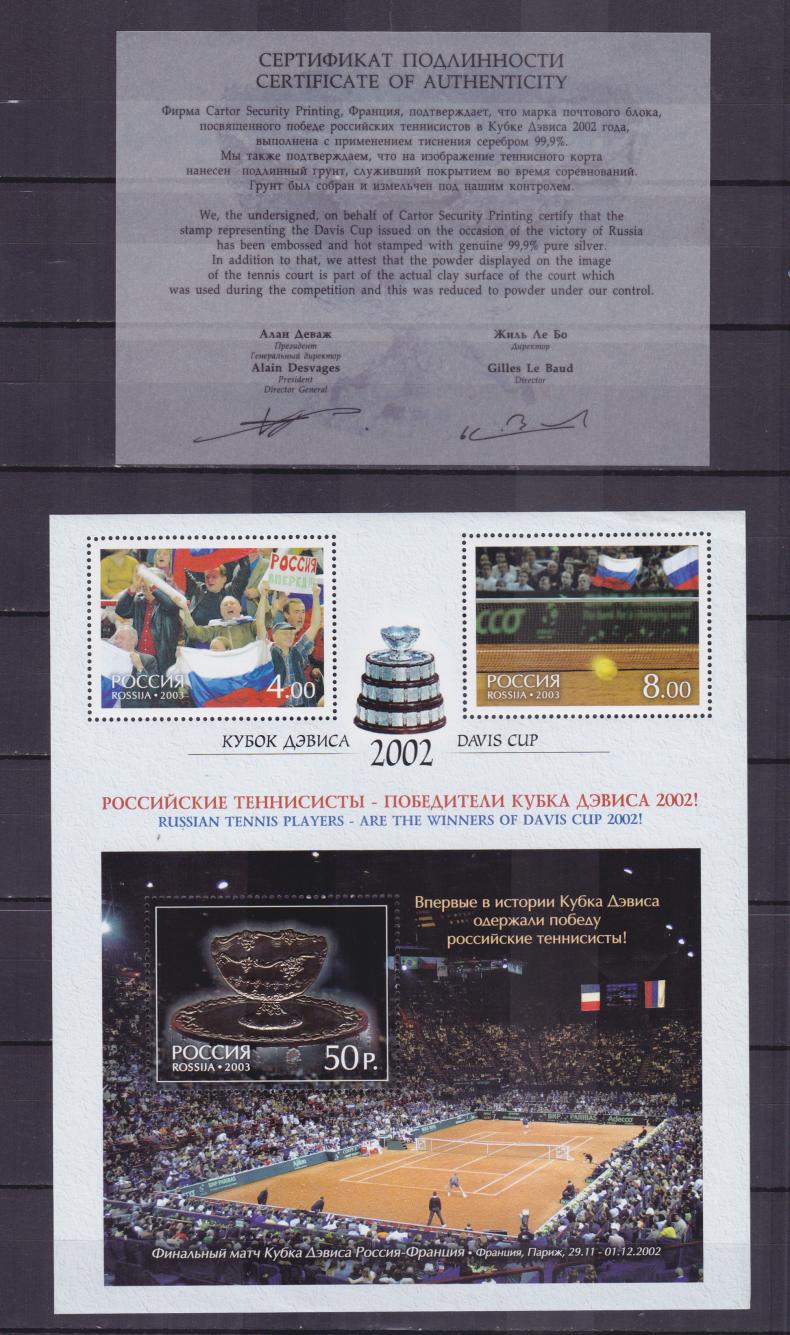 СЕРТИФИКАТ ПОДЛИННОСТИ
CERTIFICATE OF AUTHENTICITY
Фирма Cartor Security Printing, Франция, подтверждает, что марка почтового блока,
посвященного победе российских теннисистов в Кубке Дэвиса 2002 года,
выполнена с применением тиснения серебром 99,9%.
Мы также подтверждаем, что на изображение теннисного корта
нанесен подлинный грунт, служивший покрытием во время соревнований.
Грунт был собран и измельчен под нашим контролем.
We, the undersigned, on behalf of Cartor Security Printing certify that the
stamp representing the Davis Cup issued on the occasion of the victory of Russia
has been embossed and hot stamped with genuine 99,9% pure silver.
In addition to that, we attest that the powder displayed on the image
of the tennis court is part of the actual clay surface of the court which
was used during the competition and this was reduced to powder under our control.
Алан Деваж
Президент
Генеральный директор
Alain Desvages
President
Director General
Жиль Ле Бо
Директор
Gilles Le Baud
Director
РОССИЯ
ВПЕРЕД
РОССИЯ
ROSSIJA • 2003
4.00
CCO
РОССИЯ
ROSSIJA • 2003
8.00
КУБОК ДЭВИСА
2002
DAVIS CUP
РОССИЙСКИЕ ТЕННИСИСТЫ - ПОБЕДИТЕЛИ КУБКА ДЭВИСА 2002!
RUSSIAN TENNIS PLAYERS - ARE THE WINNERS OF DAVIS CUP 2002!
Впервые в истории Кубка Дэвиса
одержали победу
российские теннисисты!
РОССИЯ
ROSSIJA • 2003
50 Р.
BNP PARIBAS
Adecco
BNP PARIBAS
Adecco
Финальный матч Кубка Дэвиса Россия-Франция • Франция, Париж, 29.11 - 01.12.2002